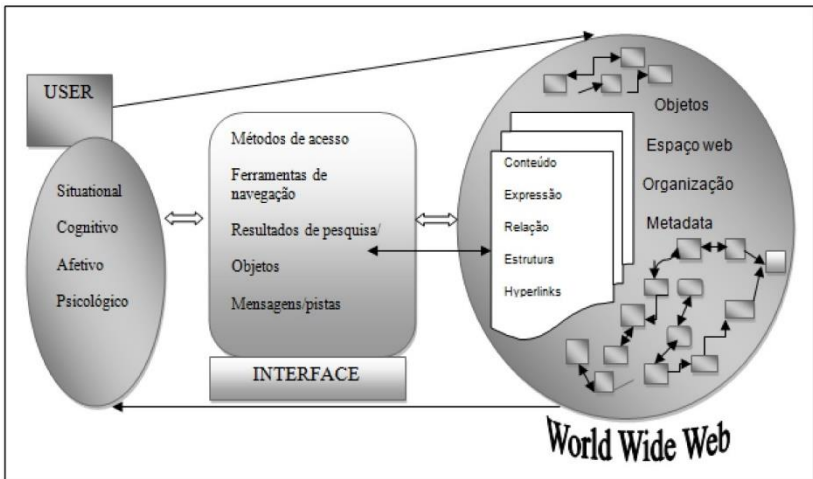 USER
Situational
Cognitivo
Afetivo
Psicológico
Métodos de acesso
Ferramentas de
navegação
Resultados de pesquisa/
Objetos
Mensagens/pistas
INTERFACE
Conteúdo
Expressão
Relação
Estrutura
Hyperlinks
Objetos
Espaço web
Organização
Metadata
World Wide Web